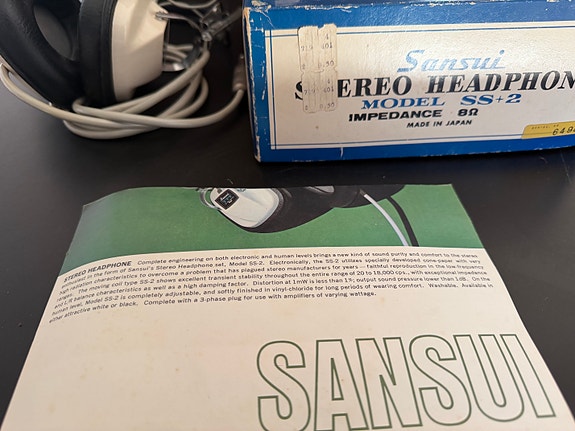 Sansui
STEREO HEADPHON
MODEL SS-2
IMPEDANCE 8Ω
MADE IN JAPAN
STEREO HEADPHONE Complete engineering on both electronic and human levels brings a new kind of sound purity and comfort to the stereo-
enthusiast in the form of Sansui's Stereo Headphone set, Model SS-2. Electronically, the SS-2 utilizes specially developed cone-paper with very
high radiation characteristics to overcome a problem that has plagued stereo manufacturers for years — faithful reproduction in the low frequency
ranges. The moving coil type SS-2 shows excellent transient stability throughout the entire range of 20 to 18,000 cps., with exceptional impedance
and L/R balance characteristics as well as a high damping factor. Distortion at 1mW is less than 1%; output sound pressure lower than 1dB. On the
human level, Model SS-2 is completely adjustable, and softly finished in vinyl-chloride for long periods of wearing comfort. Washable. Available in
either attractive white or black. Complete with a 3-phase plug for use with amplifiers of varying wattage.
SANSUI